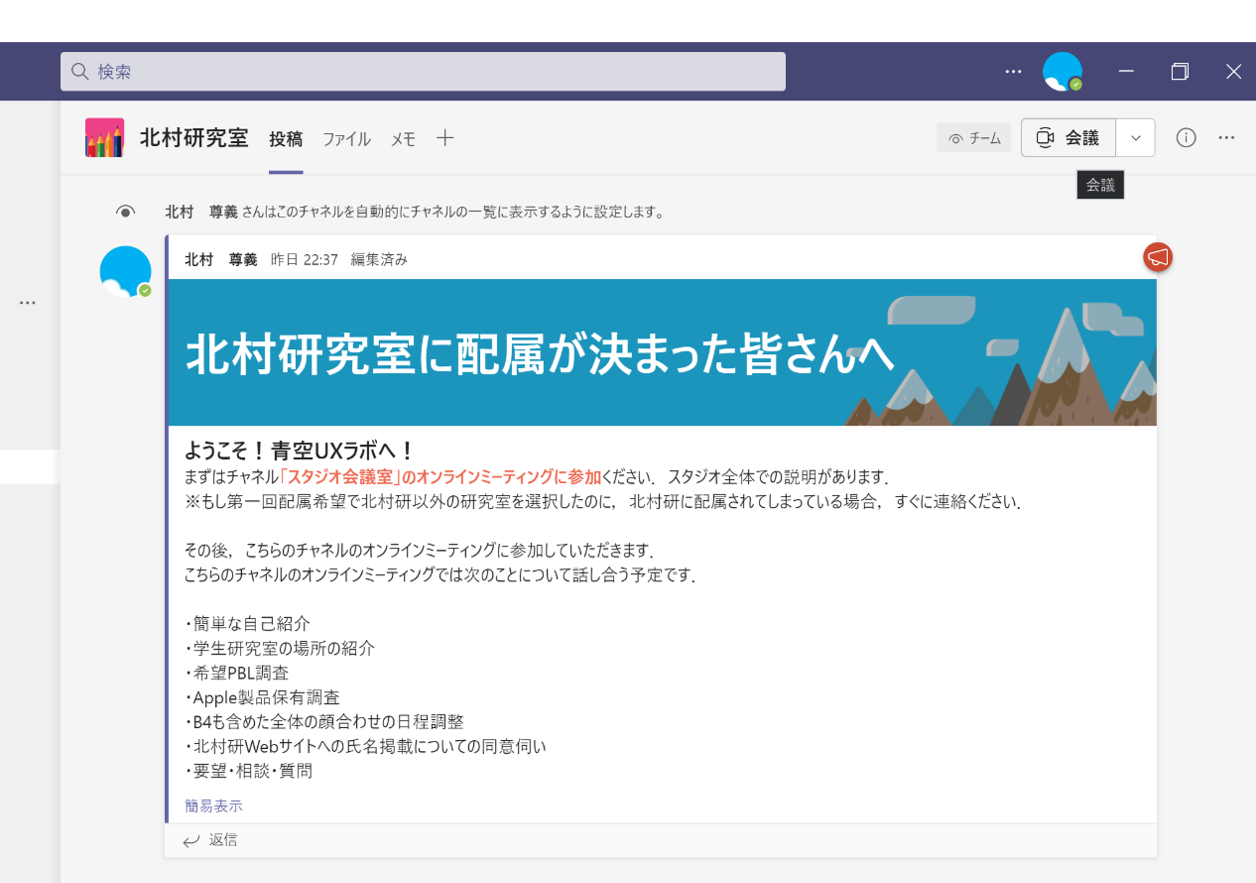 検索
北村研究室 投稿 ファイル メモ
チーム 会議
会議
北村 尊義 さんはこのチャネルを自動的にチャネルの一覧に表示するように設定します。
北村 尊義 昨日 22:37 編集済み
北村研究室に配属が決まった皆さんへ
ようこそ！青空UXラボへ！
まずはチャネル「スタジオ会議室」のオンラインミーティングに参加ください．スタジオ全体での説明があります．
※もし第一回配属希望で北村研以外の研究室を選択したのに，北村研に配属されてしまっている場合，すぐに連絡ください．
その後，こちらのチャネルのオンラインミーティングに参加していただきます．
こちらのチャネルのオンラインミーティングでは次のことについて話し合う予定です．
・簡単な自己紹介
・学生研究室の場所の紹介
・希望PBL調査
・Apple製品保有調査
・B4も含めた全体の顔合わせの日程調整
・北村研Webサイトへの氏名掲載についての同意伺い
・要望・相談・質問
簡易表示
返信